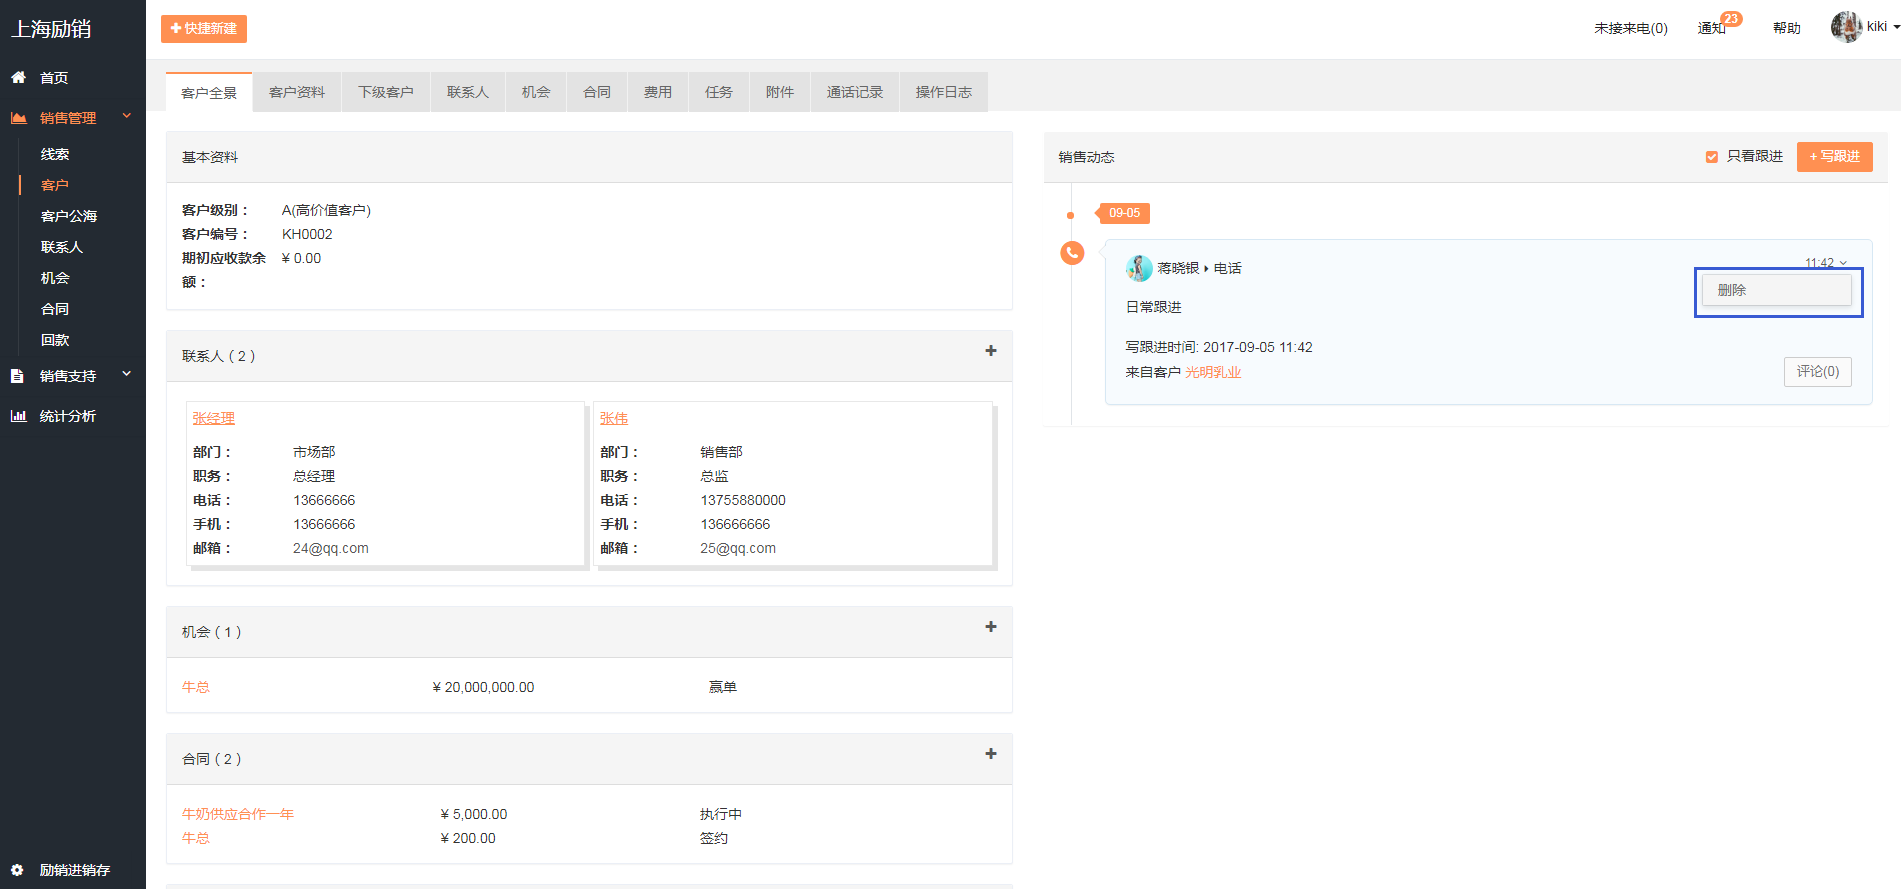 上海励销
首页
销售管理
线索
客户
客户公海
联系人
机会
合同
回款
销售支持
统计分析
励销进销存
快捷新建
未接来电(0)
通知 23
帮助
kiki
客户全景 客户资料 下级客户 联系人 机会 合同 费用 任务 附件 通话记录 操作日志
基本资料
客户级别： A(高价值客户)
客户编号： KH0002
期初应收款余 ¥ 0.00
额：
联系人 ( 2 )
张经理
部门： 市场部
职务： 总经理
电话： 13666666
手机： 13666666
邮箱： 24@qq.com
张伟
部门： 销售部
职务： 总监
电话： 13755880000
手机： 136666666
邮箱： 25@qq.com
机会 ( 1 )
牛总 ¥ 20,000,000.00 赢单
合同 ( 2 )
牛奶供应合作一年 ¥ 5,000.00 执行中
牛总 ¥ 200.00 签约
销售动态
只看跟进
+ 写跟进
09-05
蒋晓银 电话
11:42
删除
日常跟进
写跟进时间: 2017-09-05 11:42
来自客户 光明乳业
评论(0)